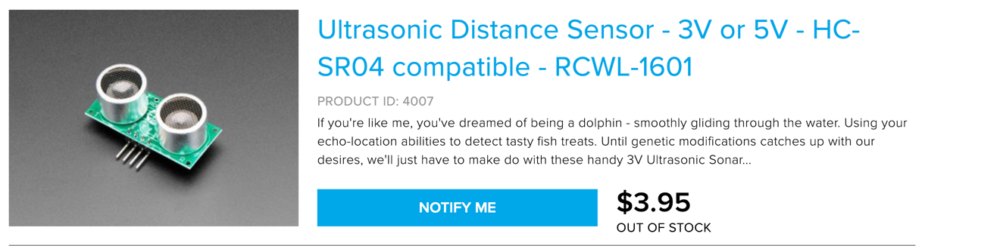 Ultrasonic Distance Sensor - 3V or 5V - HC-
SR04 compatible - RCWL-1601
PRODUCT ID: 4007
If you're like me, you've dreamed of being a dolphin - smoothly gliding through the water. Using your
echo-location abilities to detect tasty fish treats. Until genetic modifications catches up with our
desires, we'll just have to make do with these handy 3V Ultrasonic Sonar...
NOTIFY ME
$3.95
OUT OF STOCK